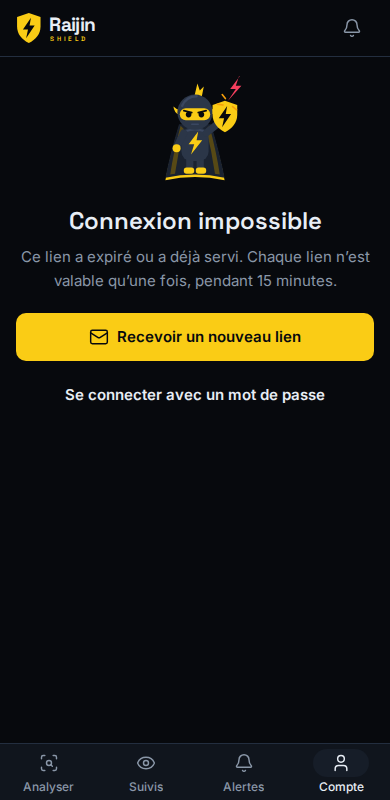 Raijin
SHIELD
Connexion impossible
Ce lien a expiré ou a déjà servi. Chaque lien n’est
valable qu’une fois, pendant 15 minutes.
Recevoir un nouveau lien
Se connecter avec un mot de passe
Analyser
Suivis
Alertes
Compte